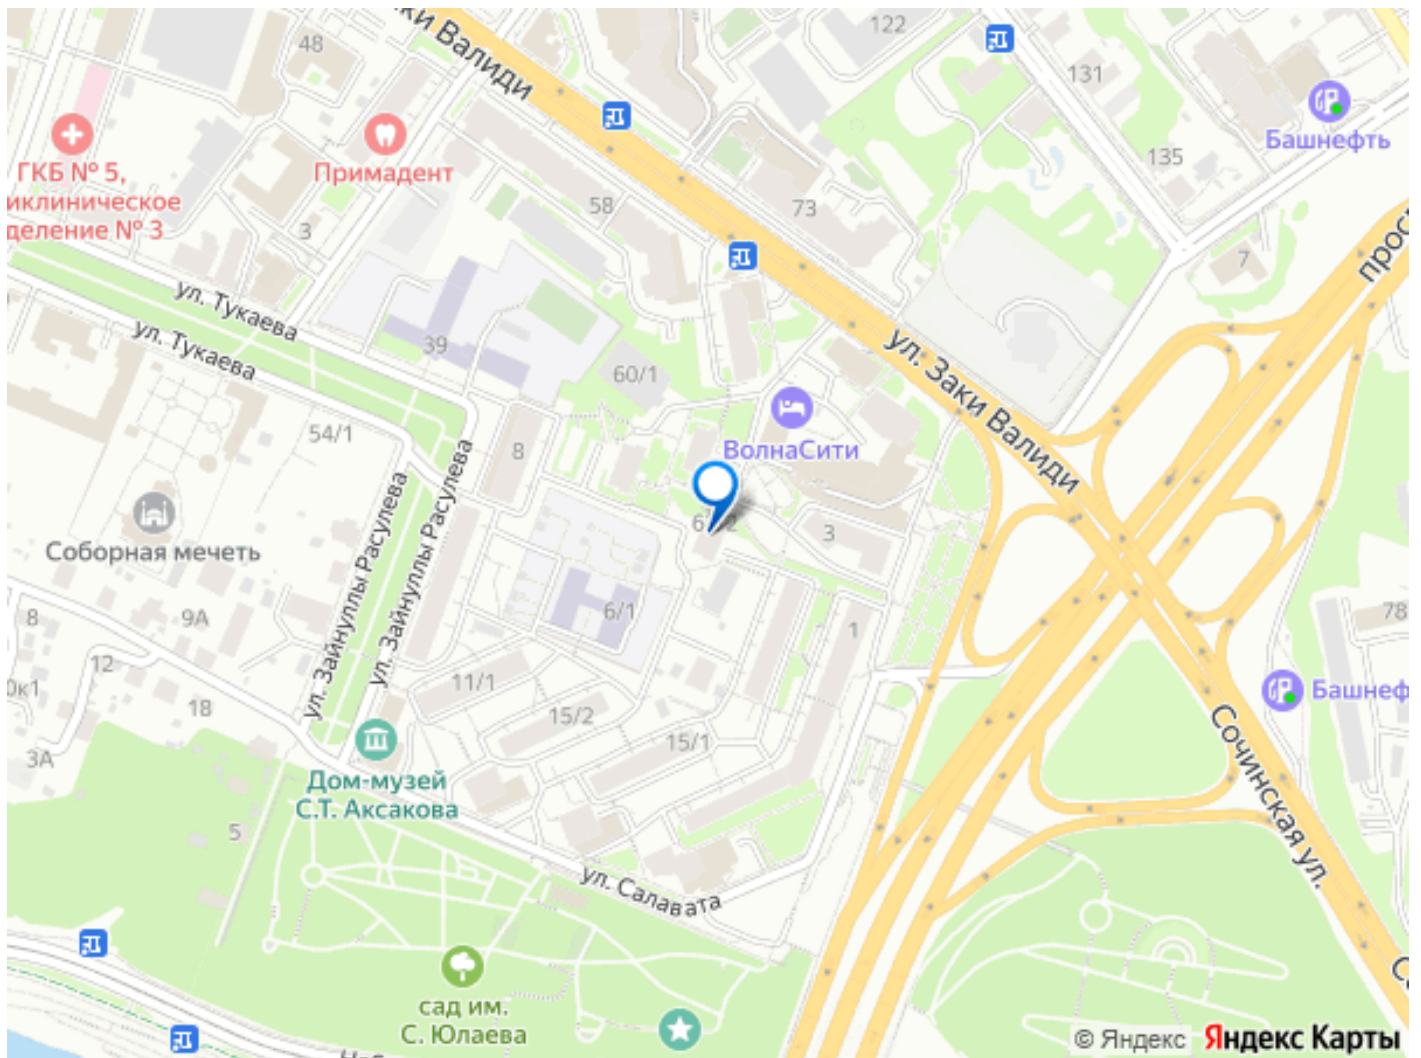 ки Валиди
48
122
131
Башнефть
135
Примадент
ГКБ № 5,
иклиническое
деление № 3
3
58
73
7
прос
ул. Тукаева
ул. Тукаева
39
60/1
ул. Заки Валиди
ВолнаСити
54/1
8
Соборная мечеть
ул. Зайнуллы Расулева
ул. Зайнуллы Расулева
3
6/1
1
9А
8
12
0к1
18
3А
11/1
15/2
15/1
78
Башнеф
Сочинская ул.
Дом-музей
С.Т. Аксакова
5
ул. Салавата
сад им.
С. Юлаева
© Яндекс
Яндекс Карты